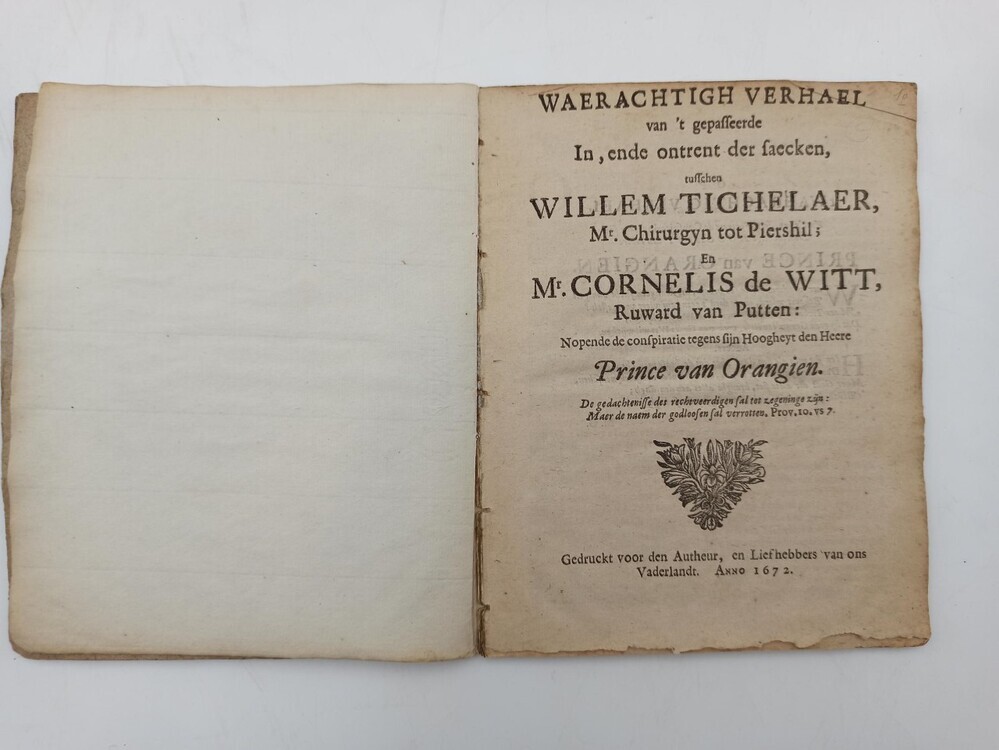 WAERACHTIGH VERHAEL
van 't gepaſſeerde
In, ende ontrent der ſaecken,
tuſſchen
WILLEM TICHELAER,
Mr. Chirurgyn tot Piershil;
En
Mr. CORNELIS de WITT,
Ruward van Putten:
Nopende de conſpiratie tegens ſijn Hoogheyt den Heere
Prince van Orangien.
De gedachteniſſe des rechtveerdigen ſal tot zegeninge zijn:
Maer de naem der godlooſen ſal verrotten. Prov. 10. vs 7.
Gedruckt voor den Autheur, en Liefhebbers van ons
Vaderlandt. ANNO 1672.